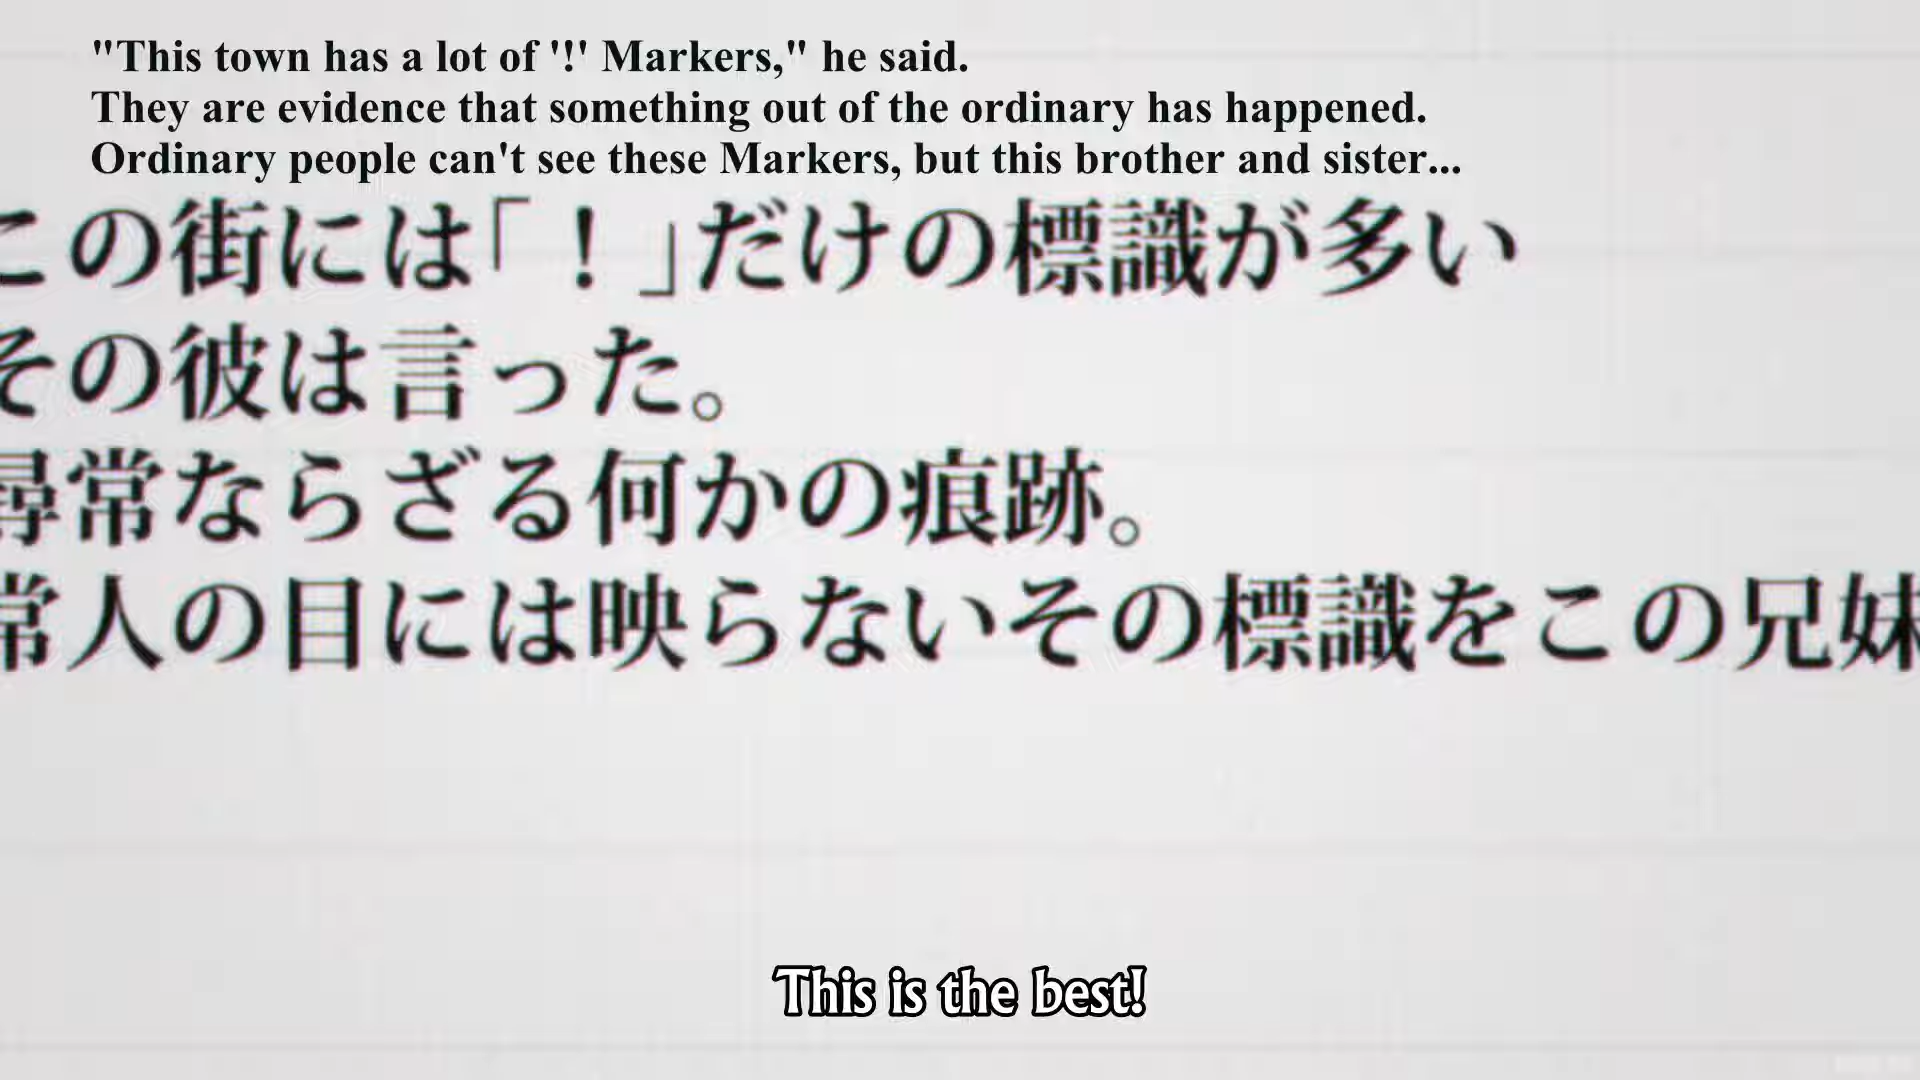 "This town has a lot of '!' Markers," he said.
They are evidence that something out of the ordinary has happened.
Ordinary people can't see these Markers, but this brother and sister...
この街には「！」だけの標識が多い
その彼は言った。
尋常ならざる何かの痕跡。
常人の目には映らないその標識をこの兄妹
This is the best!